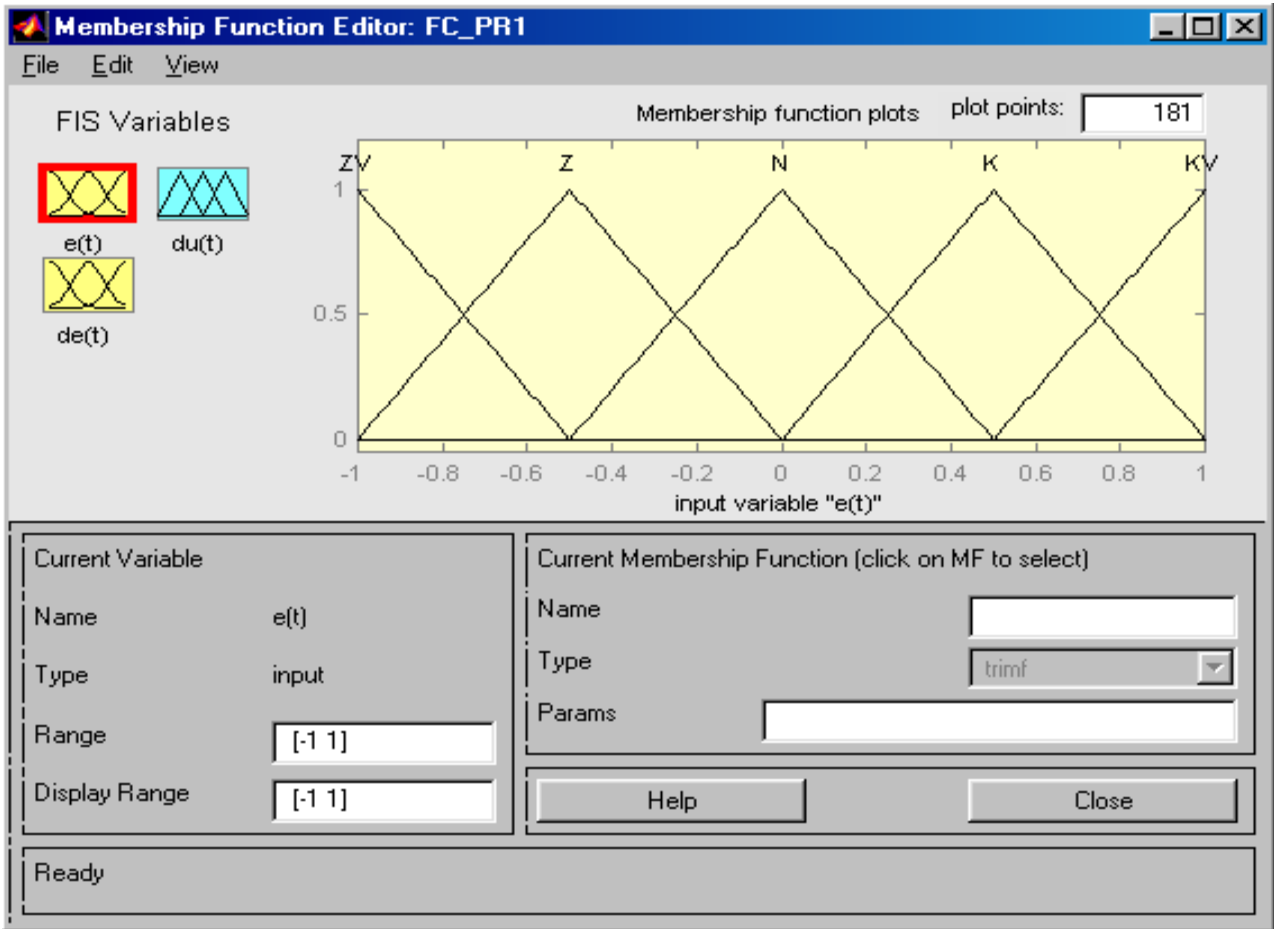 Membership Function Editor: FC_PR1
File Edit View
FIS Variables
Membership function plots plot points: 181
ZV Z N K KV
1
0.5
0
-1 -0.8 -0.6 -0.4 -0.2 0 0.2 0.4 0.6 0.8 1
input variable "e(t)"
e(t) du(t)
de(t)
Current Variable
Name e(t)
Type input
Range [-1 1]
Display Range [-1 1]
Current Membership Function (click on MF to select)
Name
Type trimf
Params
Help Close
Ready